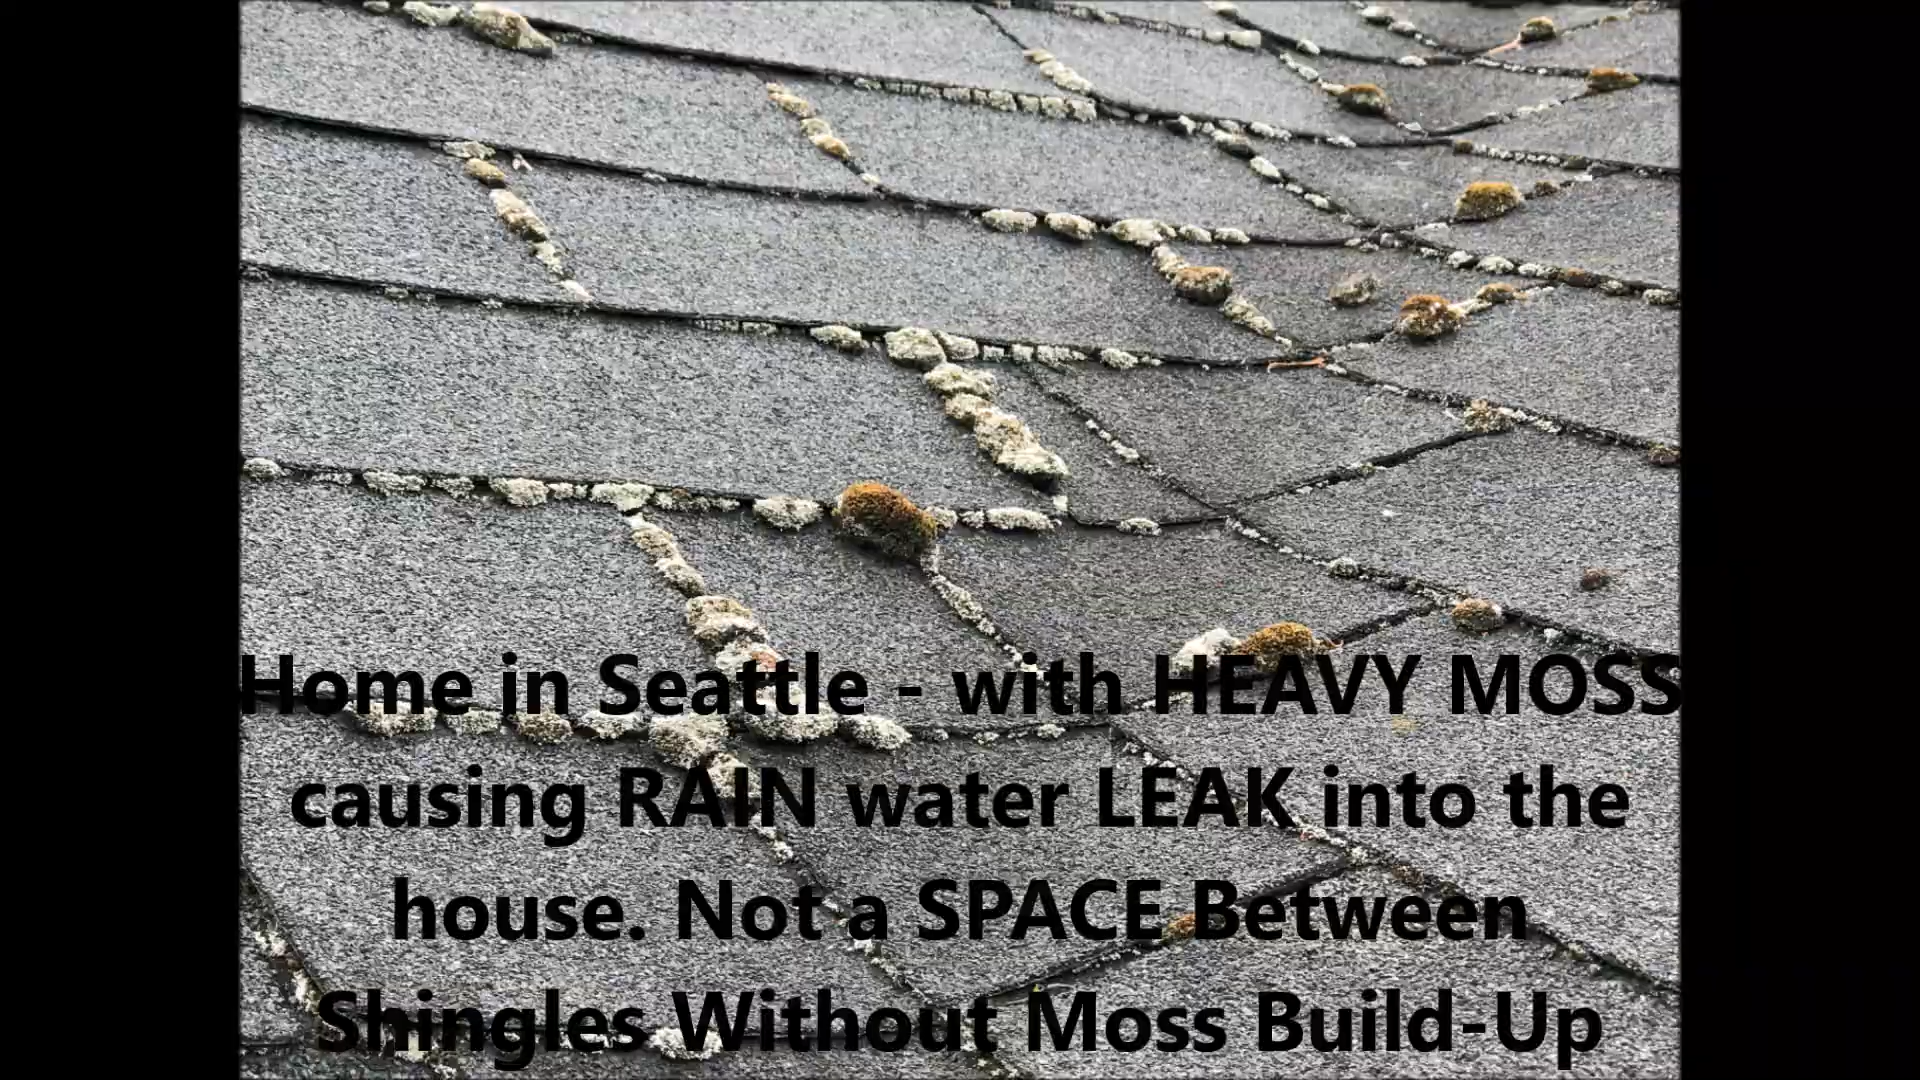 Home in Seattle - with HEAVY MOSS
causing RAIN water LEAK into the
house. Not a SPACE Between
Shingles Without Moss Build-Up